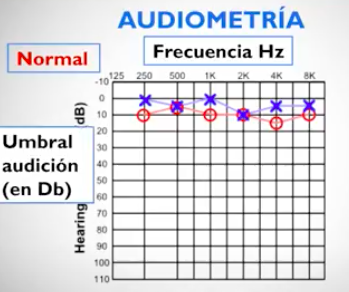 AUDIOMETRÍA
Normal
Frecuencia Hz
125 250 500 1K 2K 4K 8K
-10
0
10
20
30
40
50
60
70
80
90
100
110
Umbral
audición
(en Db)
Hearing
dB)